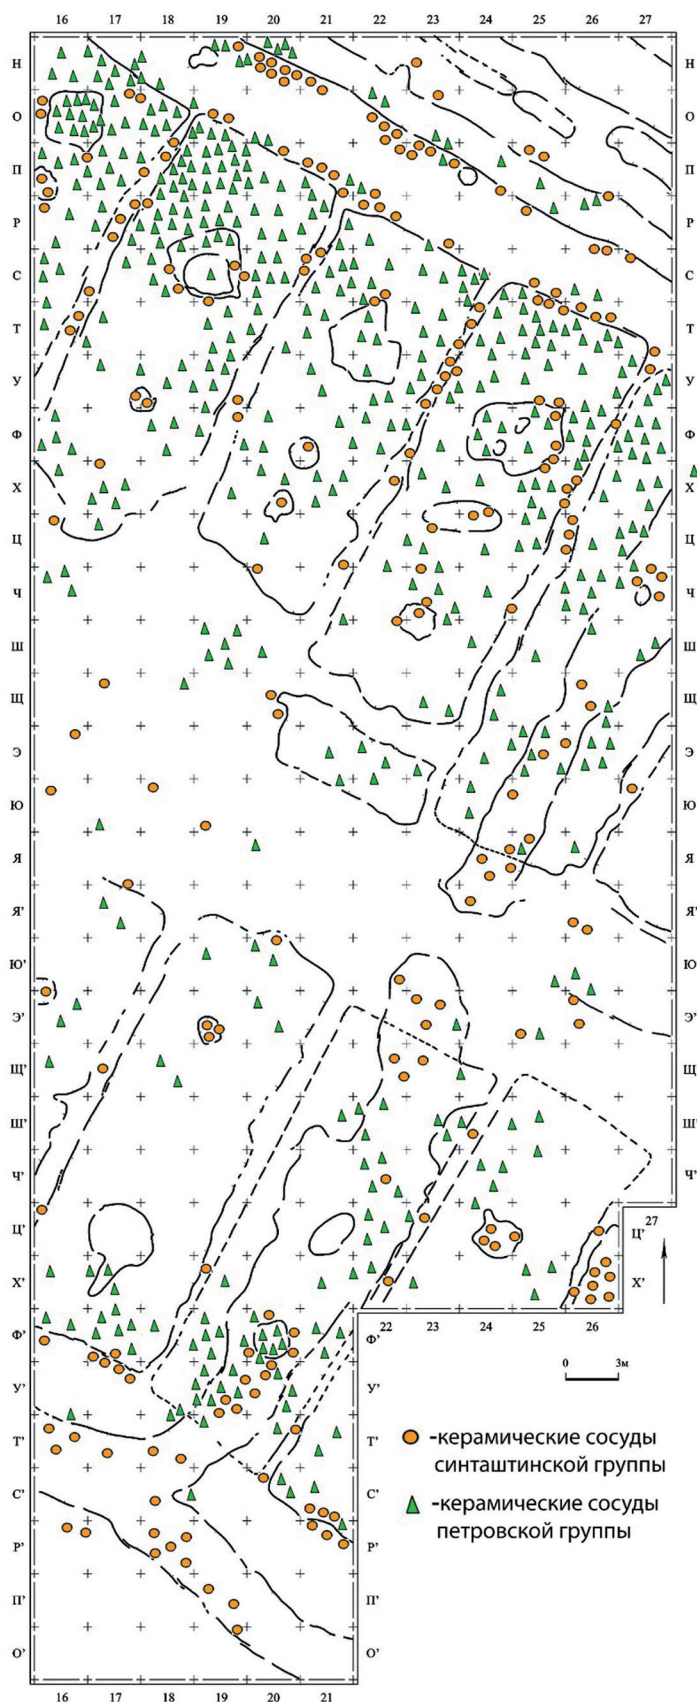 16 17 18 19 20 21 22 23 24 25 26 27
Н Н
О О
П П
Р Р
С С
Т Т
У У
Ф Ф
Х Х
Ц Ц
Ч Ч
Ш Ш
Щ Щ
Э Э
Ю Ю
Я Я
Я' Я'
Ю' Ю
Э' Э'
Щ' Щ
Ш' Ш'
Ч' Ч'
27
Ц' Ц'
Х' Х'
22 23 24 25 26
Ф' Ф'
0 3м
У' У'
Т' Т'
-керамические сосуды
синташтинской группы
С' С'
-керамические сосуды
петровской группы
Р' Р'
П' П'
О' О'
16 17 18 19 20 21